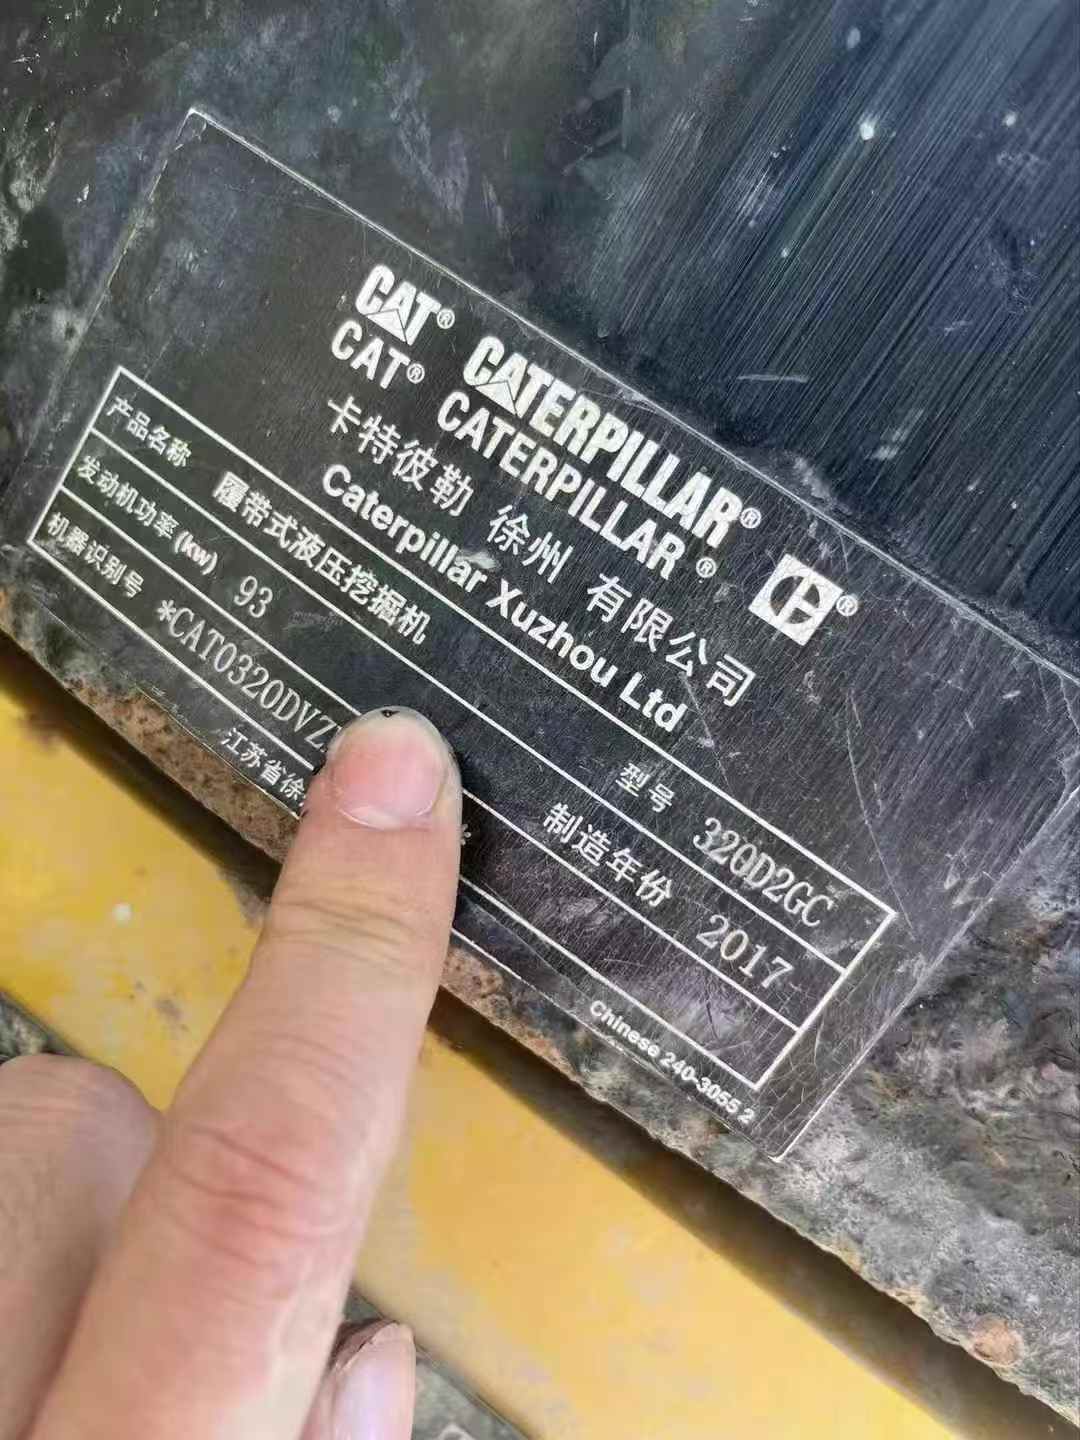 CAT® CATERPILLAR®
CAT® CATERPILLAR®
卡特彼勒 徐州 有限公司
Caterpillar Xuzhou Ltd
产品名称 履带式液压挖掘机 型号 320D2GC
发动机功率(kw) 93 制造年份 2017
机器识别号 *CAT0320DVZ *
江苏省徐
Chinese 240-3055 2